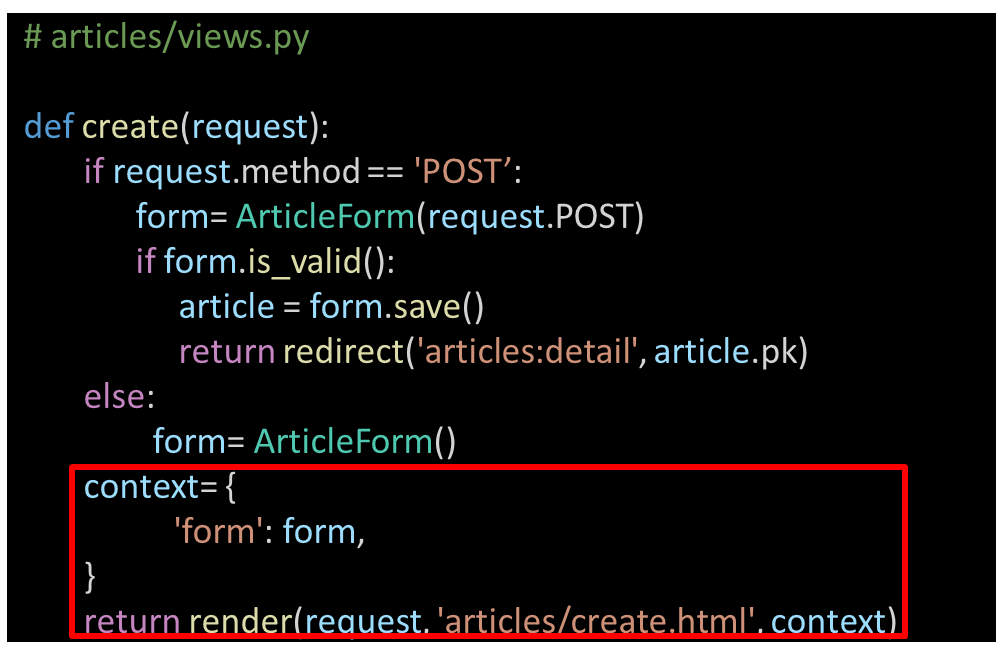 # articles/views.py
def create(request):
if request.method == 'POST’:
form= ArticleForm(request.POST)
if form.is_valid():
article = form.save()
return redirect('articles:detail', article.pk)
else:
form= ArticleForm()
context= {
'form': form,
}
return render(request, 'articles/create.html', context)